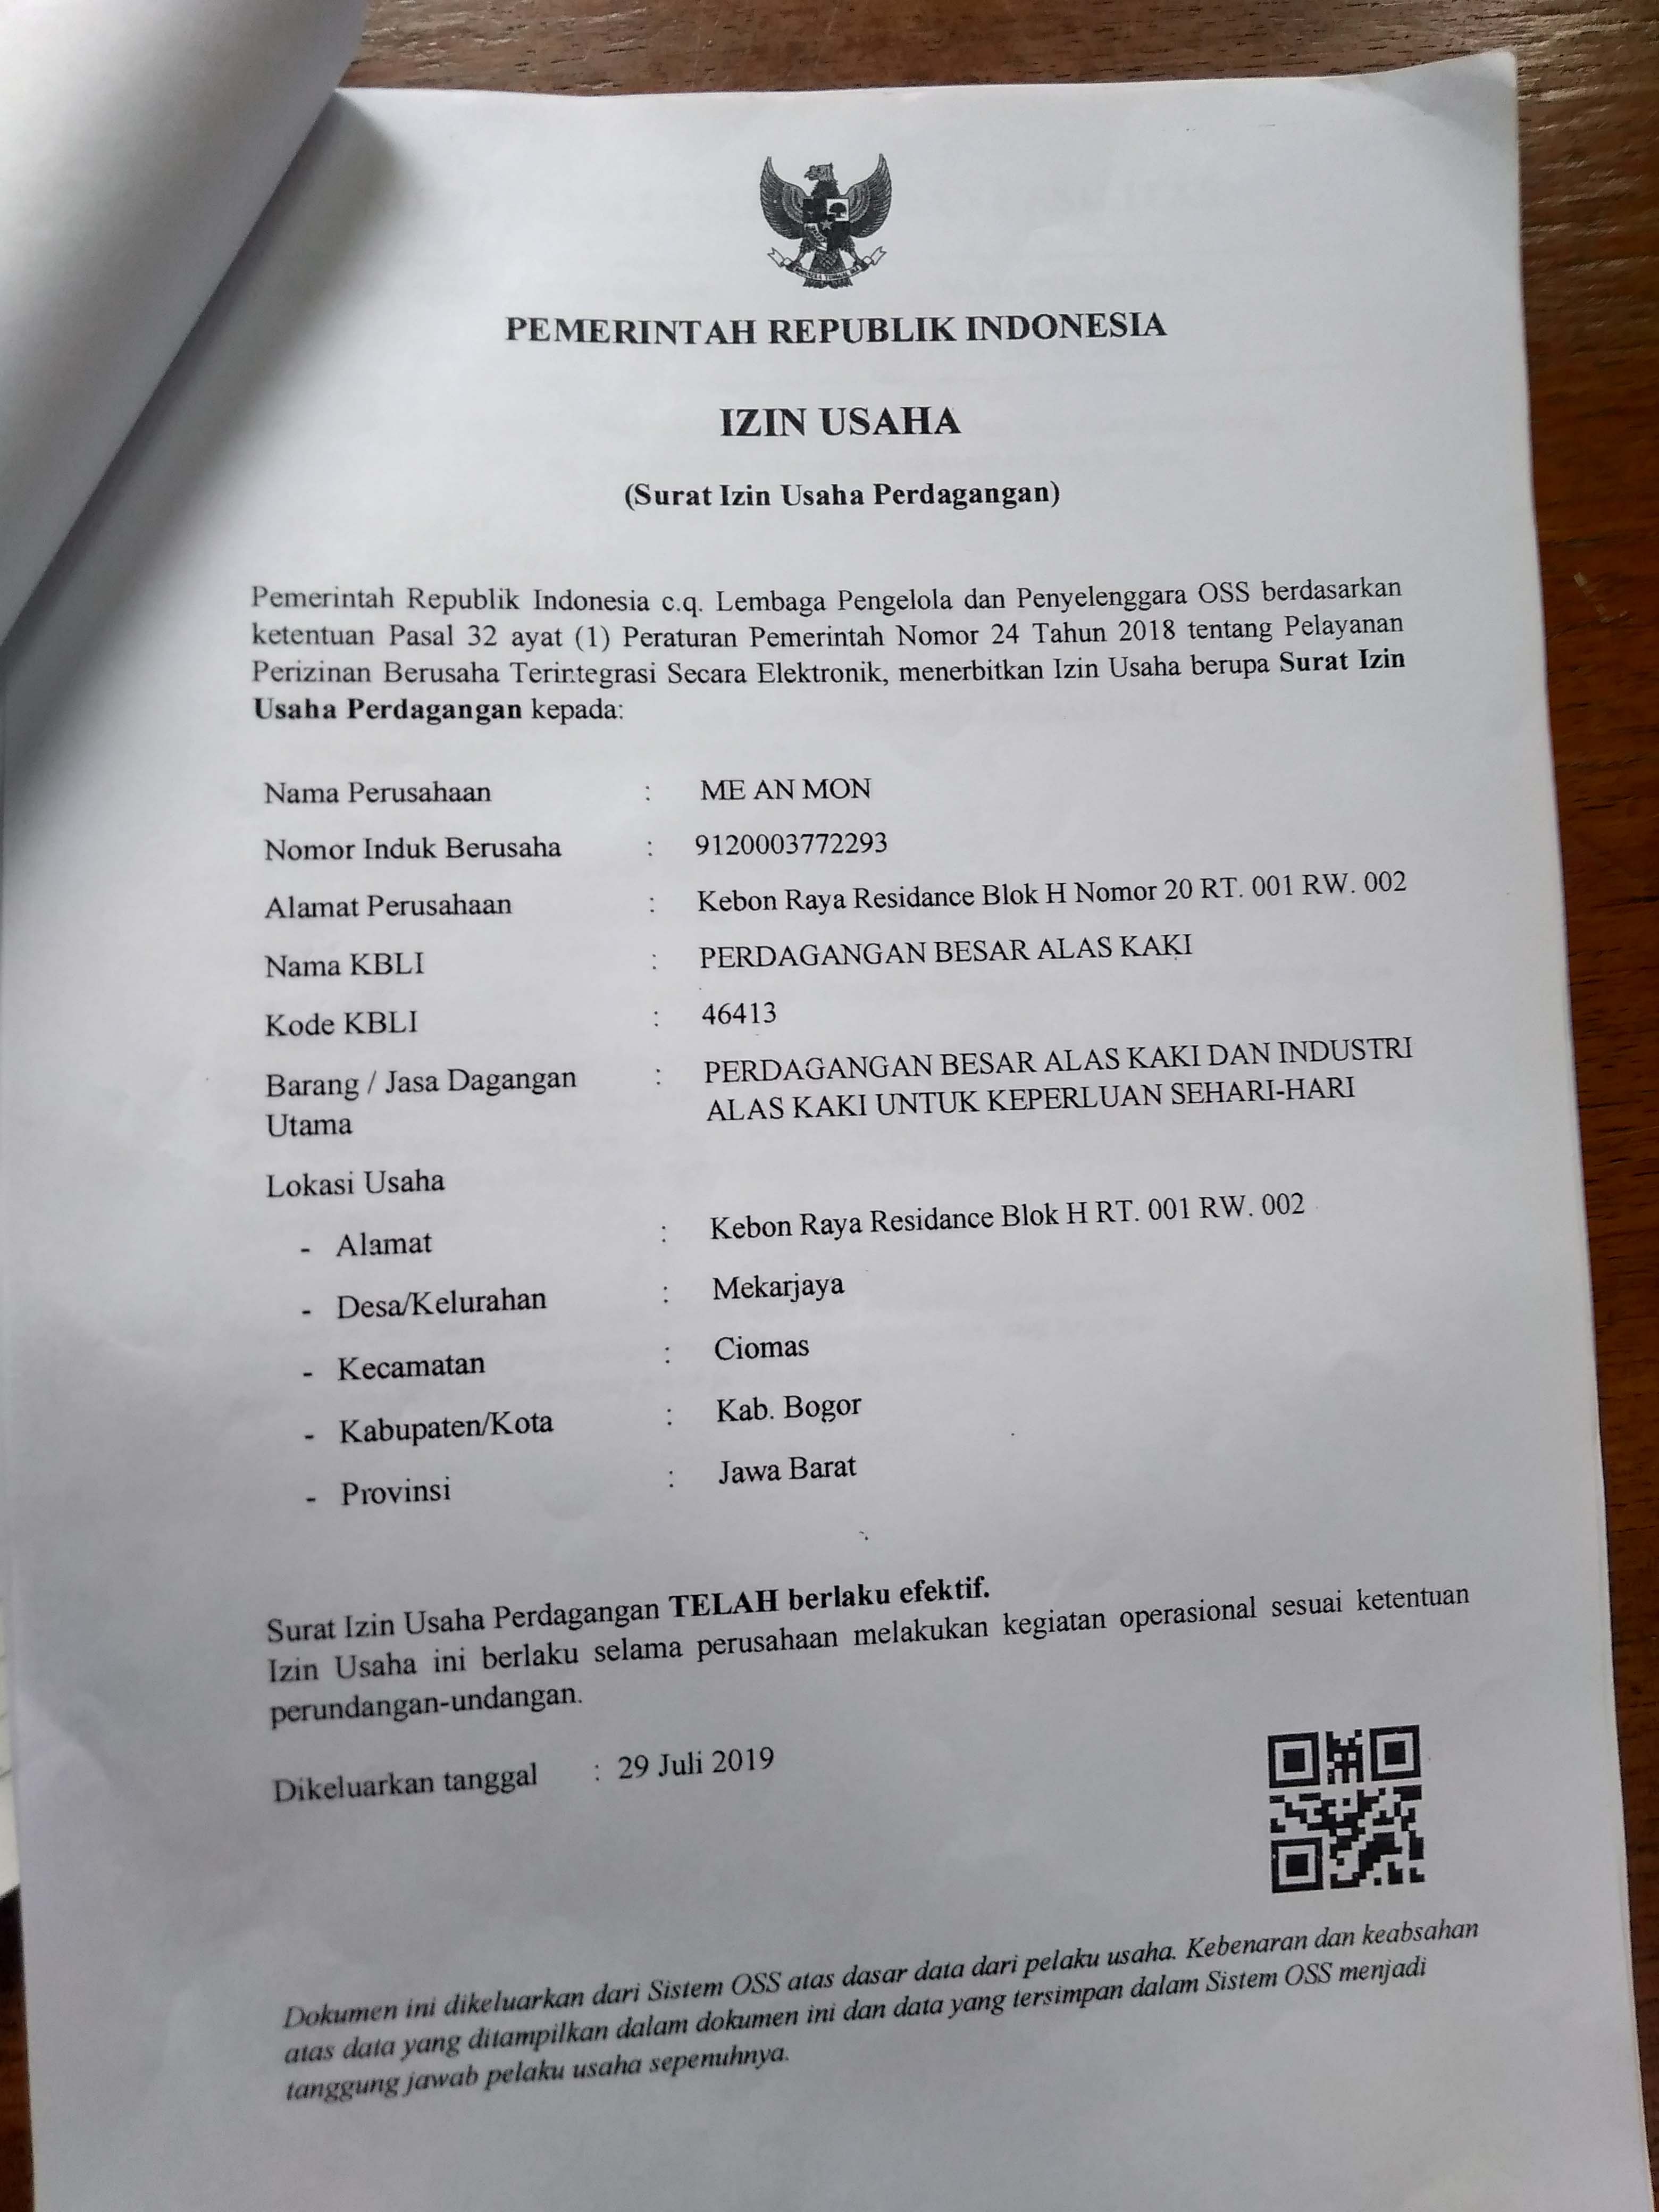 PEMERINTAH REPUBLIK INDONESIA
IZIN USAHA
(Surat Izin Usaha Perdagangan)
Pemerintah Republik Indonesia c.q. Lembaga Pengelola dan Penyelenggara OSS berdasarkan
ketentuan Pasal 32 ayat (1) Peraturan Pemerintah Nomor 24 Tahun 2018 tentang Pelayanan
Perizinan Berusaha Terintegrasi Secara Elektronik, menerbitkan Izin Usaha berupa Surat Izin
Usaha Perdagangan kepada:
Nama Perusahaan : ME AN MON
Nomor Induk Berusaha : 9120003772293
Alamat Perusahaan : Kebon Raya Residance Blok H Nomor 20 RT. 001 RW. 002
Nama KBLI : PERDAGANGAN BESAR ALAS KAKI
Kode KBLI : 46413
Barang / Jasa Dagangan : PERDAGANGAN BESAR ALAS KAKI DAN INDUSTRI
Utama ALAS KAKI UNTUK KEPERLUAN SEHARI-HARI
Lokasi Usaha
- Alamat : Kebon Raya Residance Blok H RT. 001 RW. 002
- Desa/Kelurahan : Mekarjaya
- Kecamatan : Ciomas
- Kabupaten/Kota : Kab. Bogor
- Provinsi : Jawa Barat
Surat Izin Usaha Perdagangan TELAH berlaku efektif.
Izin Usaha ini berlaku selama perusahaan melakukan kegiatan operasional sesuai ketentuan
perundangan-undangan.
Dikeluarkan tanggal : 29 Juli 2019
Dokumen ini dikeluarkan dari Sistem OSS atas dasar data dari pelaku usaha. Kebenaran dan keabsahan
atas data yang ditampilkan dalam dokumen ini dan data yang tersimpan dalam Sistem OSS menjadi
tanggung jawab pelaku usaha sepenuhnya.